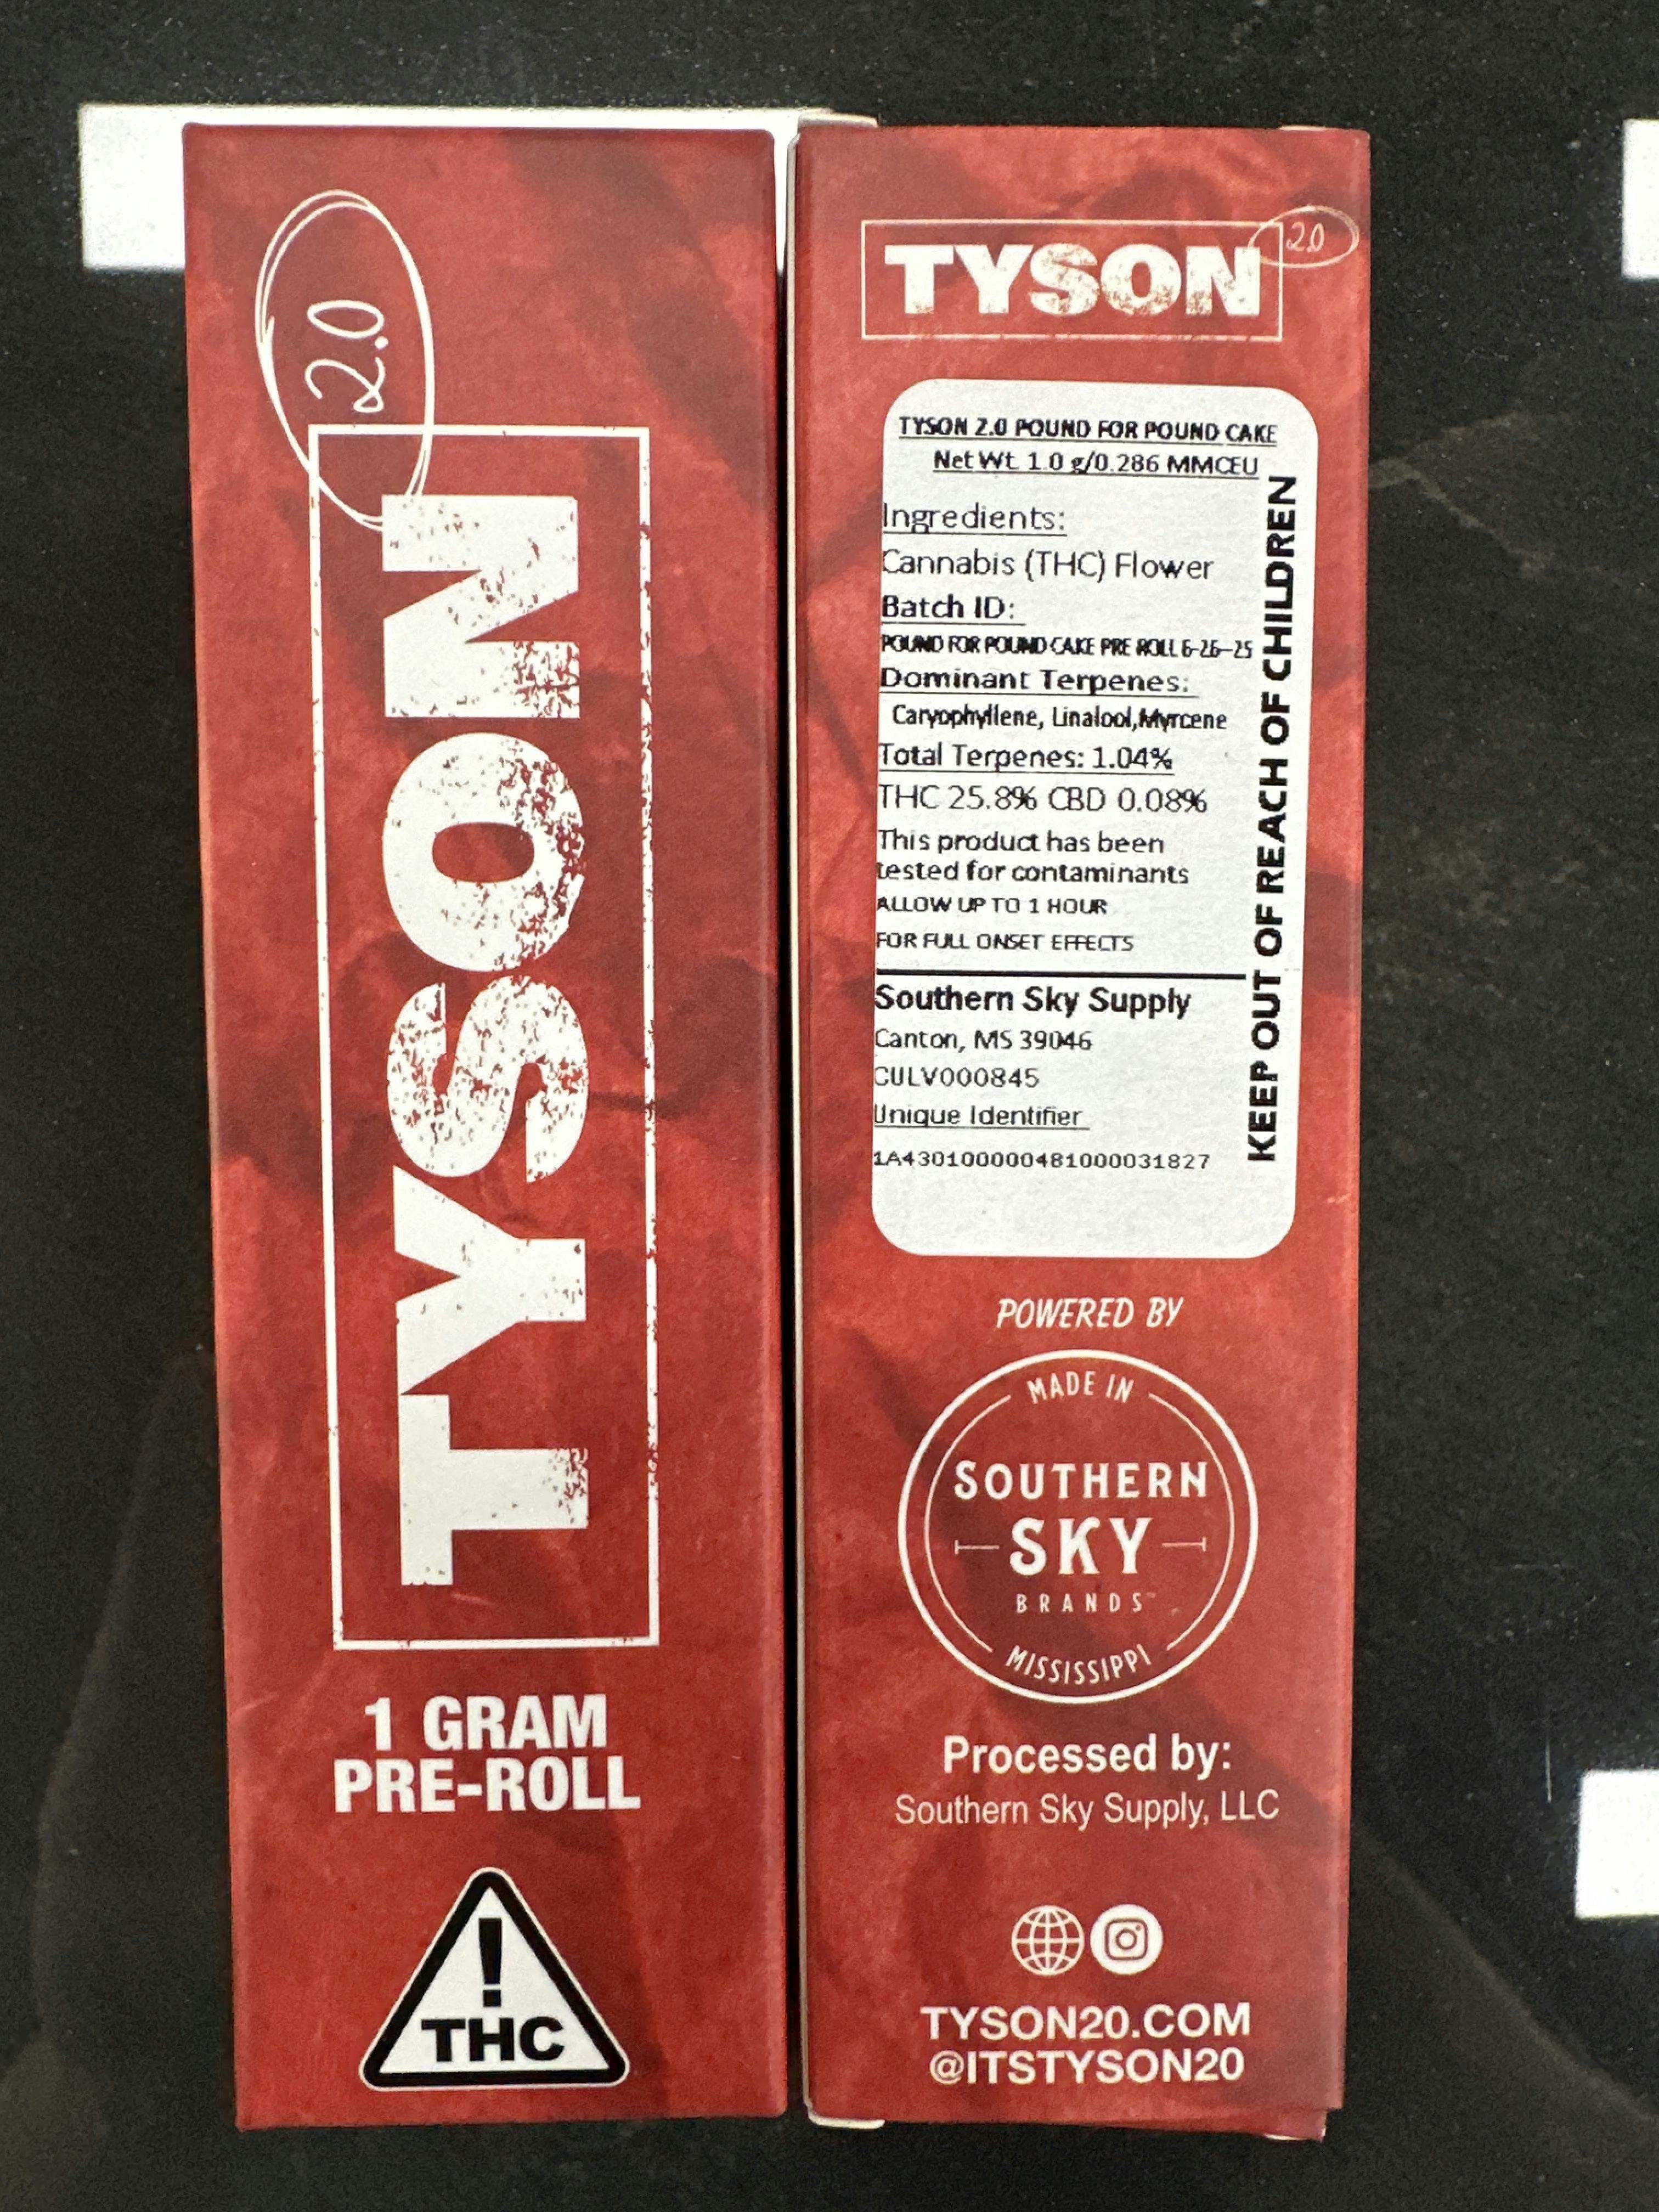 TYSON 2.0
1 GRAM
PRE-ROLL
!
THC
TYSON 2.0
TYSON 2.0 POUND FOR POUND CAKE
Net Wt. 1.0 g/0.286 MMCEU
Ingredients:
Cannabis (THC) Flower
Batch ID:
POUND FOR POUND CAKE PRE ROLL 6-26-25
Dominant Terpenes:
Caryophyllene, Linalool,Myrcene
Total Terpenes: 1.04%
THC 25.8% CBD 0.08%
This product has been
tested for contaminants
ALLOW UP TO 1 HOUR
FOR FULL ONSET EFFECTS
Southern Sky Supply
Canton, MS 39046
CULV000845
Unique Identifier
1A4301000000481000031827
KEEP OUT OF REACH OF CHILDREN
POWERED BY
MADE IN
SOUTHERN
SKY
BRANDS™
MISSISSIPPI
Processed by:
Southern Sky Supply, LLC
TYSON20.COM
@ITSTYSON20